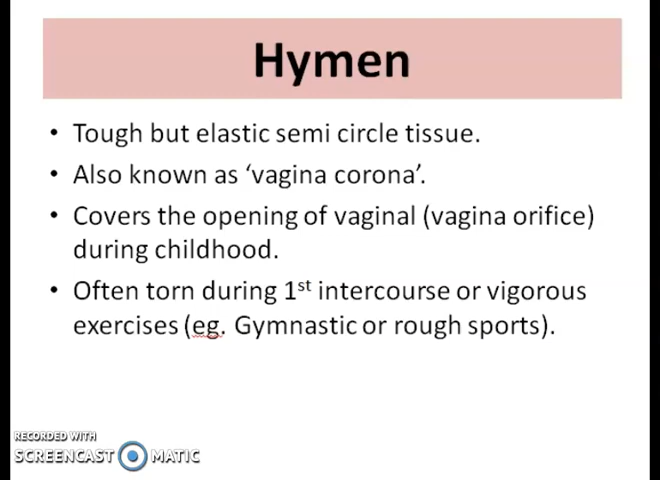 Hymen
• Tough but elastic semi circle tissue.
• Also known as ‘vagina corona’.
• Covers the opening of vaginal (vagina orifice)
during childhood.
• Often torn during 1st intercourse or vigorous
exercises (eg. Gymnastic or rough sports).
RECORDED WITH
SCREENCAST MATIC